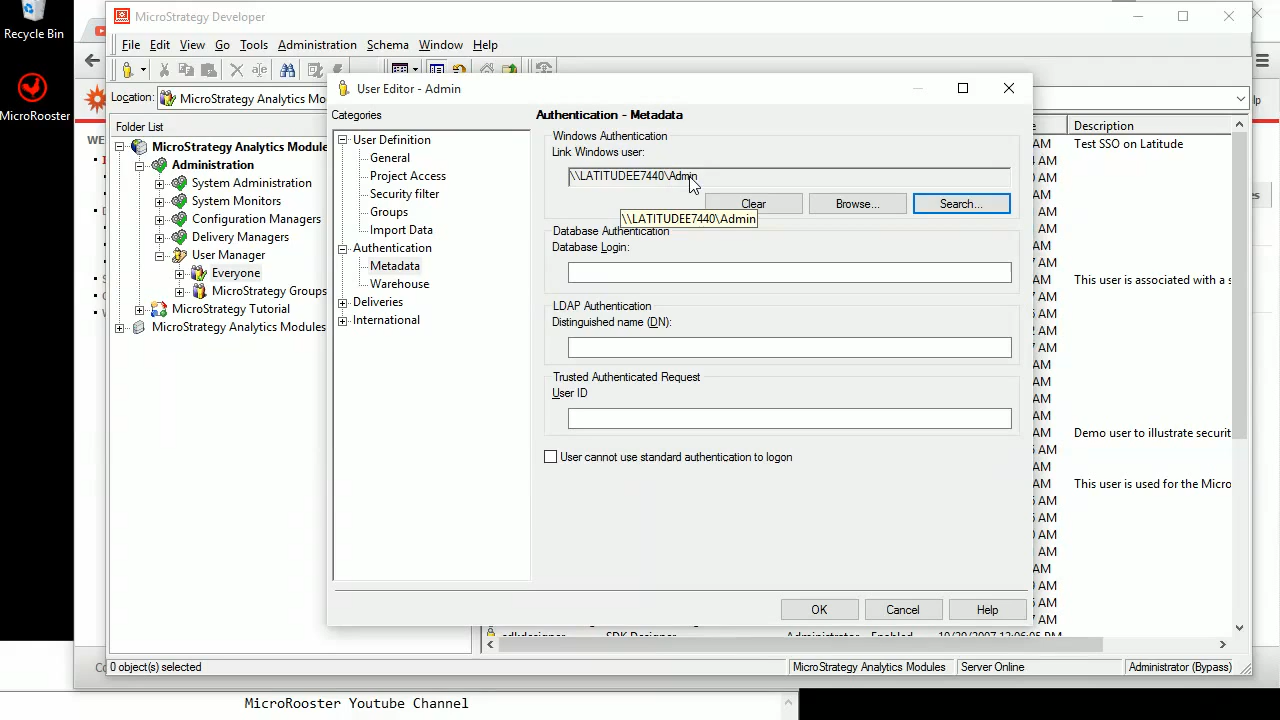 Recycle Bin
MicroRooster
MicroStrategy Developer
File Edit View Go Tools Administration Schema Window Help
Location: MicroStrategy Analytics Mo
Folder List
MicroStrategy Analytics Module
Administration
System Administration
System Monitors
Configuration Managers
Delivery Managers
User Manager
Everyone
MicroStrategy Groups
MicroStrategy Tutorial
MicroStrategy Analytics Modules
User Editor - Admin
Categories
User Definition
General
Project Access
Security filter
Groups
Import Data
Authentication
Metadata
Warehouse
Deliveries
International
Authentication - Metadata
Windows Authentication
Link Windows user:
\\LATITUDEE7440\Admin
Clear Browse... Search...
\\LATITUDEE7440\Admin
Database Authentication
Database Login:
LDAP Authentication
Distinguished name (DN):
Trusted Authenticated Request
User ID
User cannot use standard authentication to logon
OK Cancel Help
Description
Test SSO on Latitude
This user is associated with a s
Demo user to illustrate securit
This user is used for the Micro
0 object(s) selected
MicroStrategy Analytics Modules
Server Online
Administrator (Bypass)
MicroRooster Youtube Channel